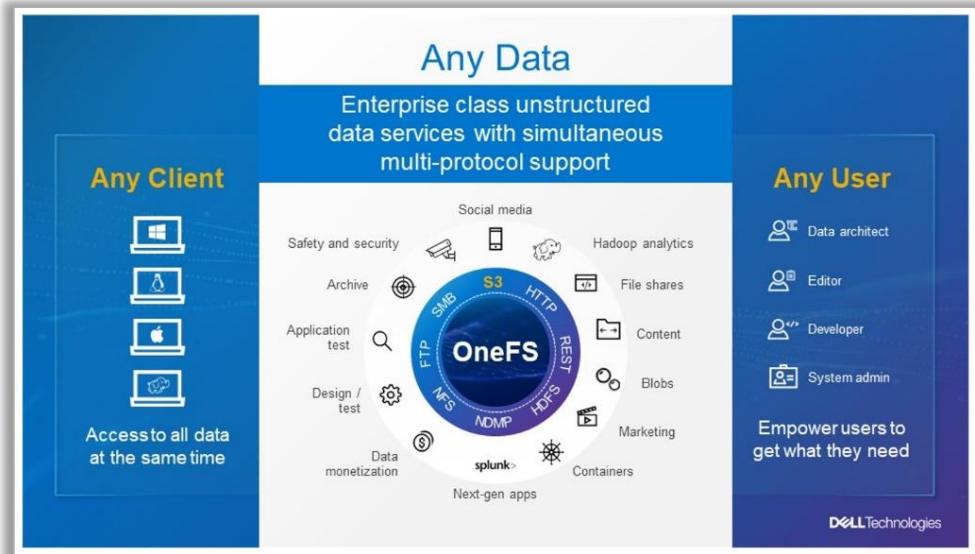 Any Data
Enterprise class unstructured
data services with simultaneous
multi-protocol support
Any Client
Access to all data
at the same time
Social media
Safety and security
Hadoop analytics
Archive
File shares
Application
test
Content
Design /
test
Blobs
Data
monetization
Marketing
Containers
splunk>
Next-gen apps
S3
HTTP
REST
HDFS
NDMP
NFS
FTP
SMB
OneFS
Any User
Data architect
Editor
Developer
System admin
Empower users to
get what they need
DELL Technologies